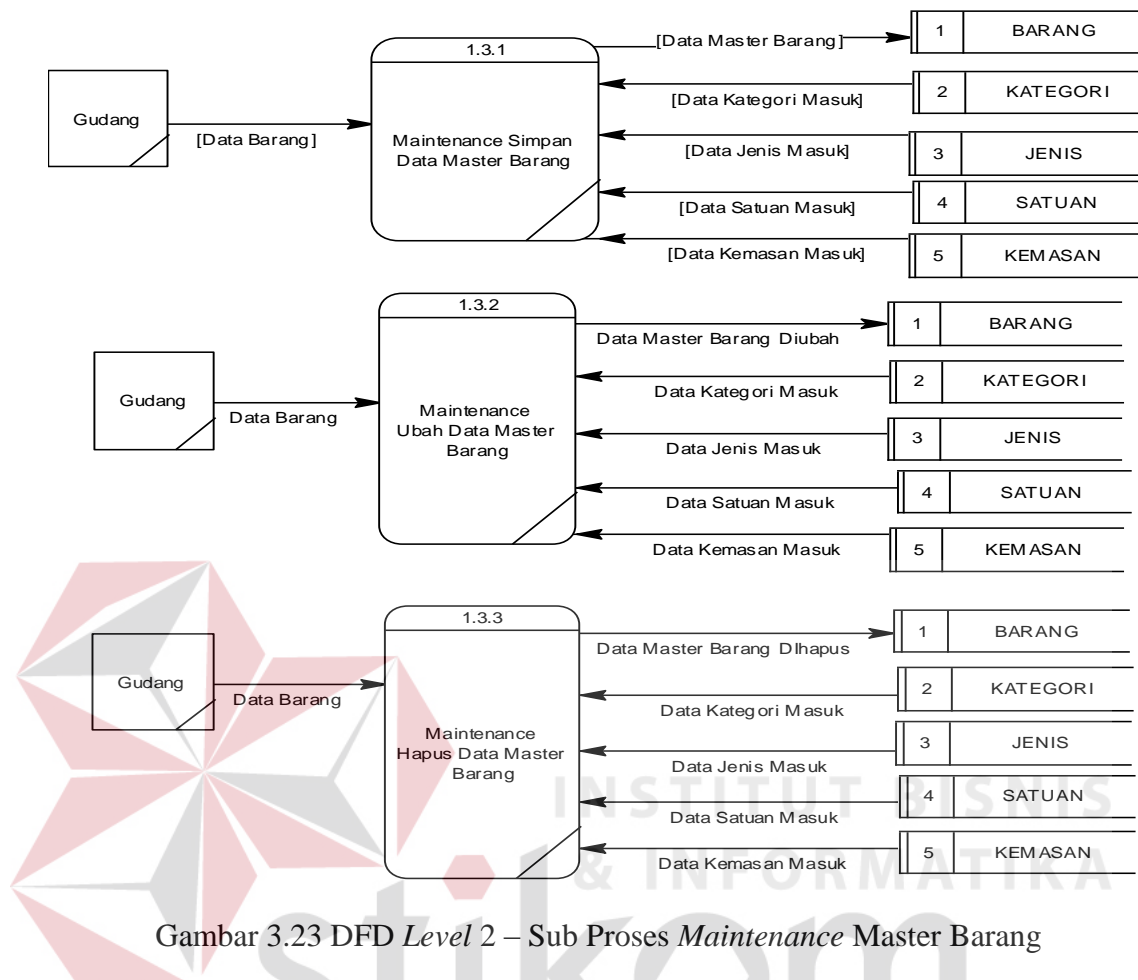 1.3.1
Gudang
[Data Barang]
Maintenance Simpan
Data Master Barang
[Data Master Barang]
1 BARANG
[Data Kategori Masuk]
2 KATEGORI
[Data Jenis Masuk]
3 JENIS
[Data Satuan Masuk]
4 SATUAN
[Data Kemasan Masuk]
5 KEMASAN
1.3.2
Gudang
Data Barang
Maintenance
Ubah Data Master
Barang
Data Master Barang Diubah
1 BARANG
Data Kategori Masuk
2 KATEGORI
Data Jenis Masuk
3 JENIS
Data Satuan Masuk
4 SATUAN
Data Kemasan Masuk
5 KEMASAN
1.3.3
Gudang
Data Barang
Maintenance
Hapus Data Master
Barang
Data Master Barang DIhapus
1 BARANG
Data Kategori Masuk
2 KATEGORI
Data Jenis Masuk
3 JENIS
Data Satuan Masuk
4 SATUAN
Data Kemasan Masuk
5 KEMASAN
INSTITUT BISNIS
& INFORMATIKA
stikom
Gambar 3.23 DFD Level 2 – Sub Proses Maintenance Master Barang